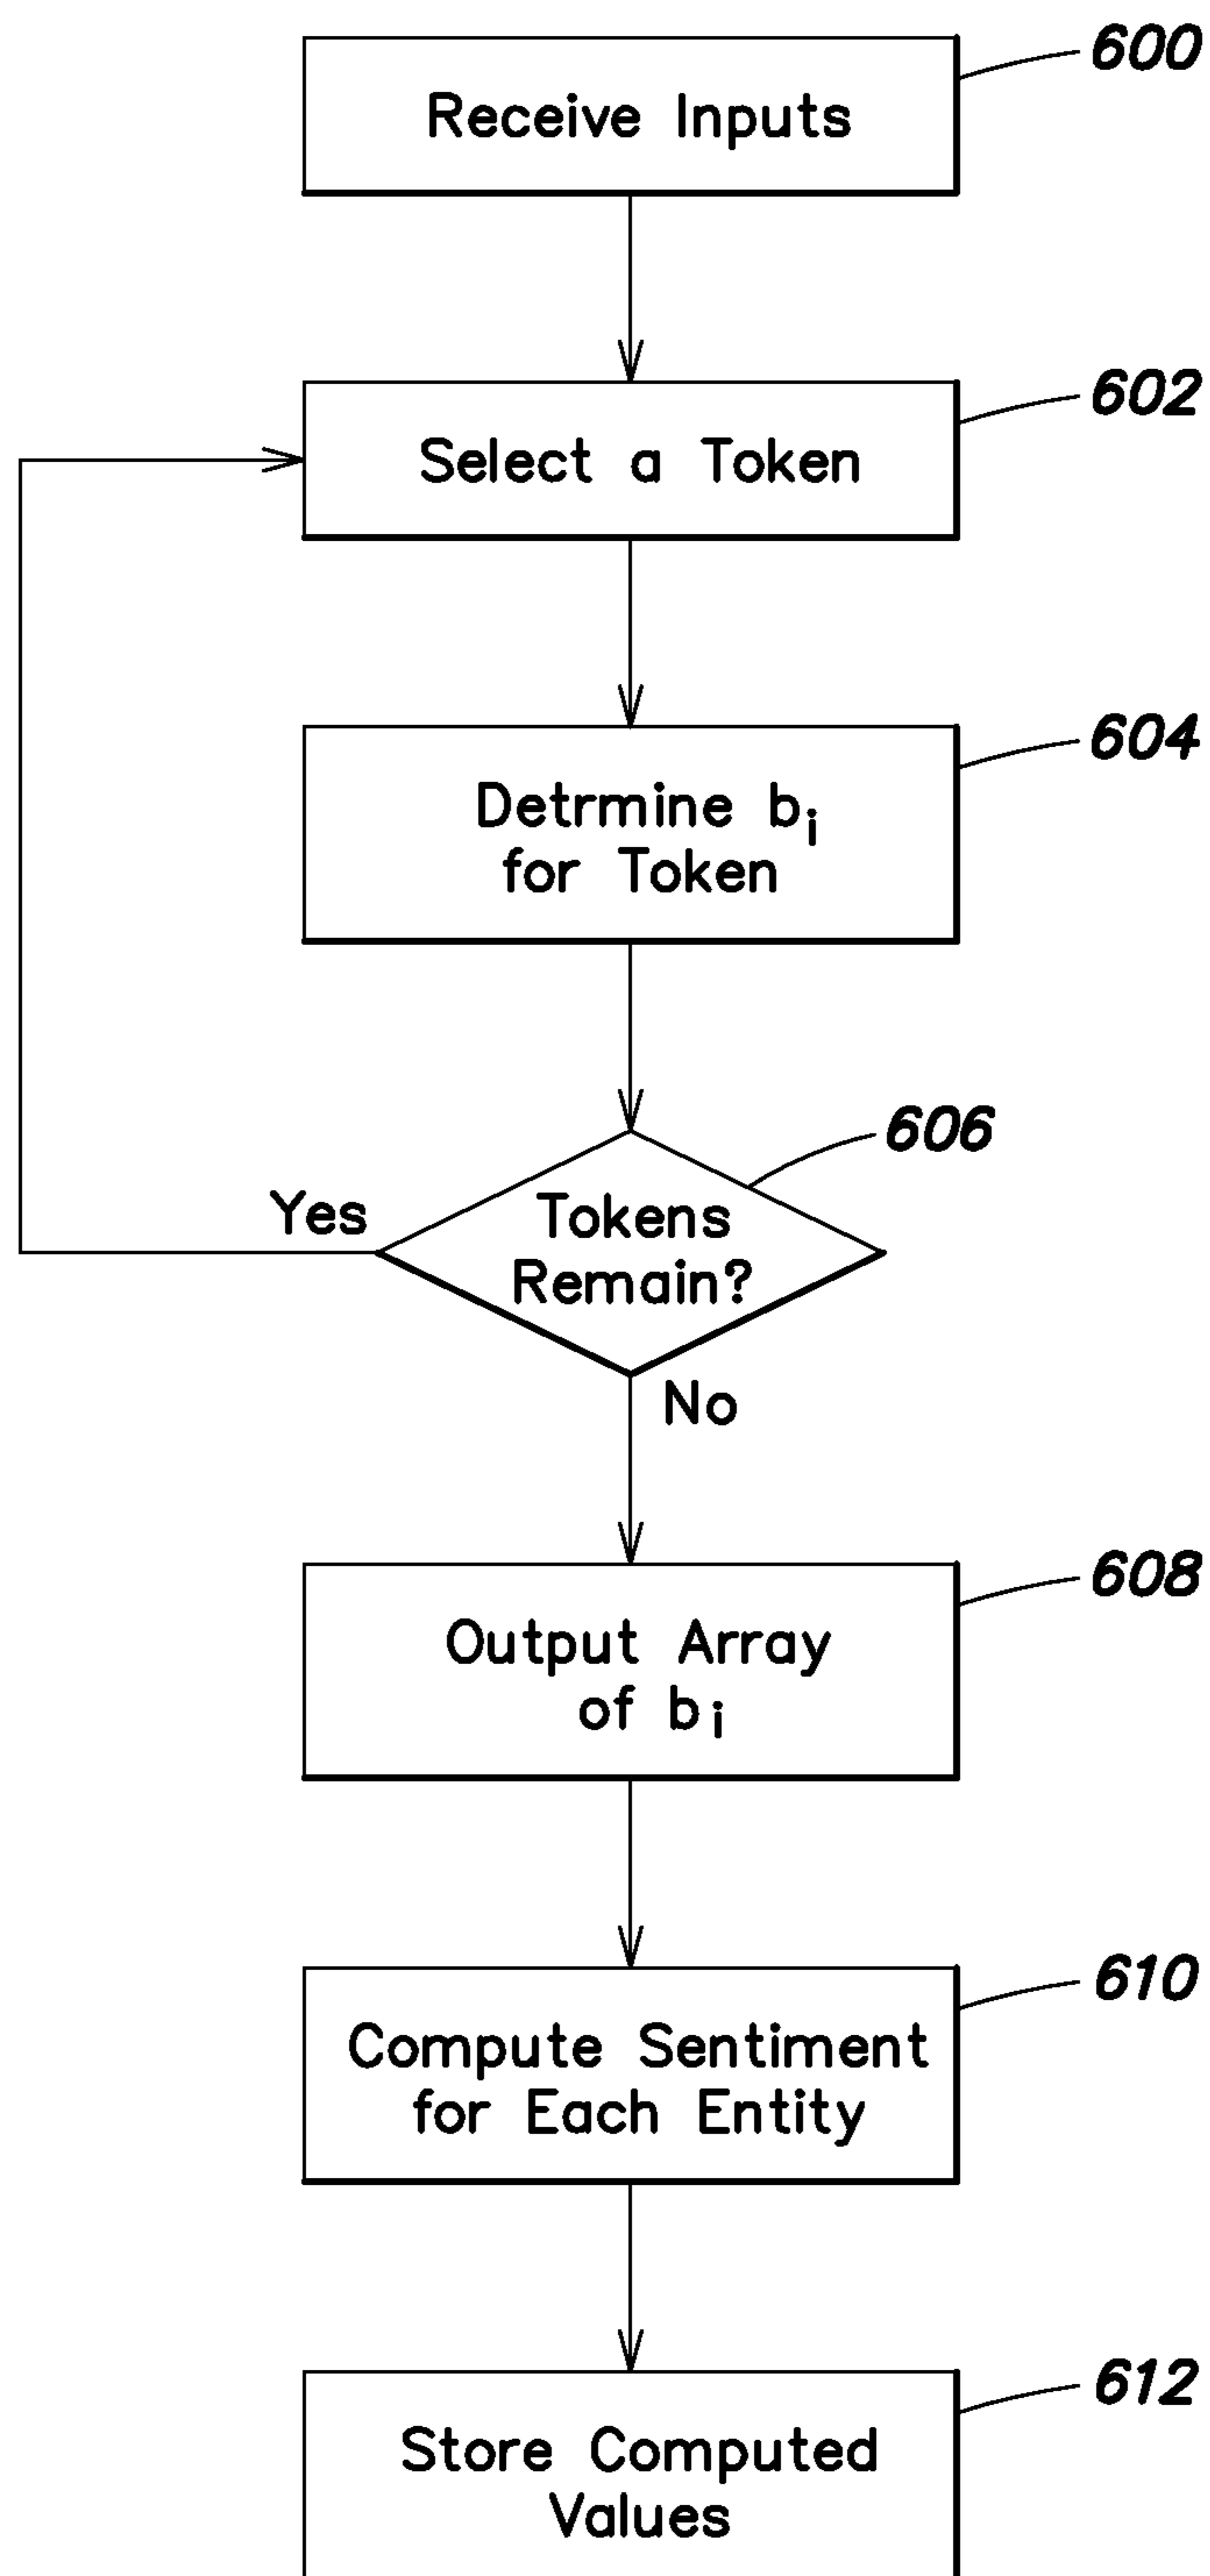 600
Receive Inputs
602
Select a Token
604
Detrmine bi
for Token
606
Yes
Tokens
Remain?
No
608
Output Array
of bi
610
Compute Sentiment
for Each Entity
612
Store Computed
Values